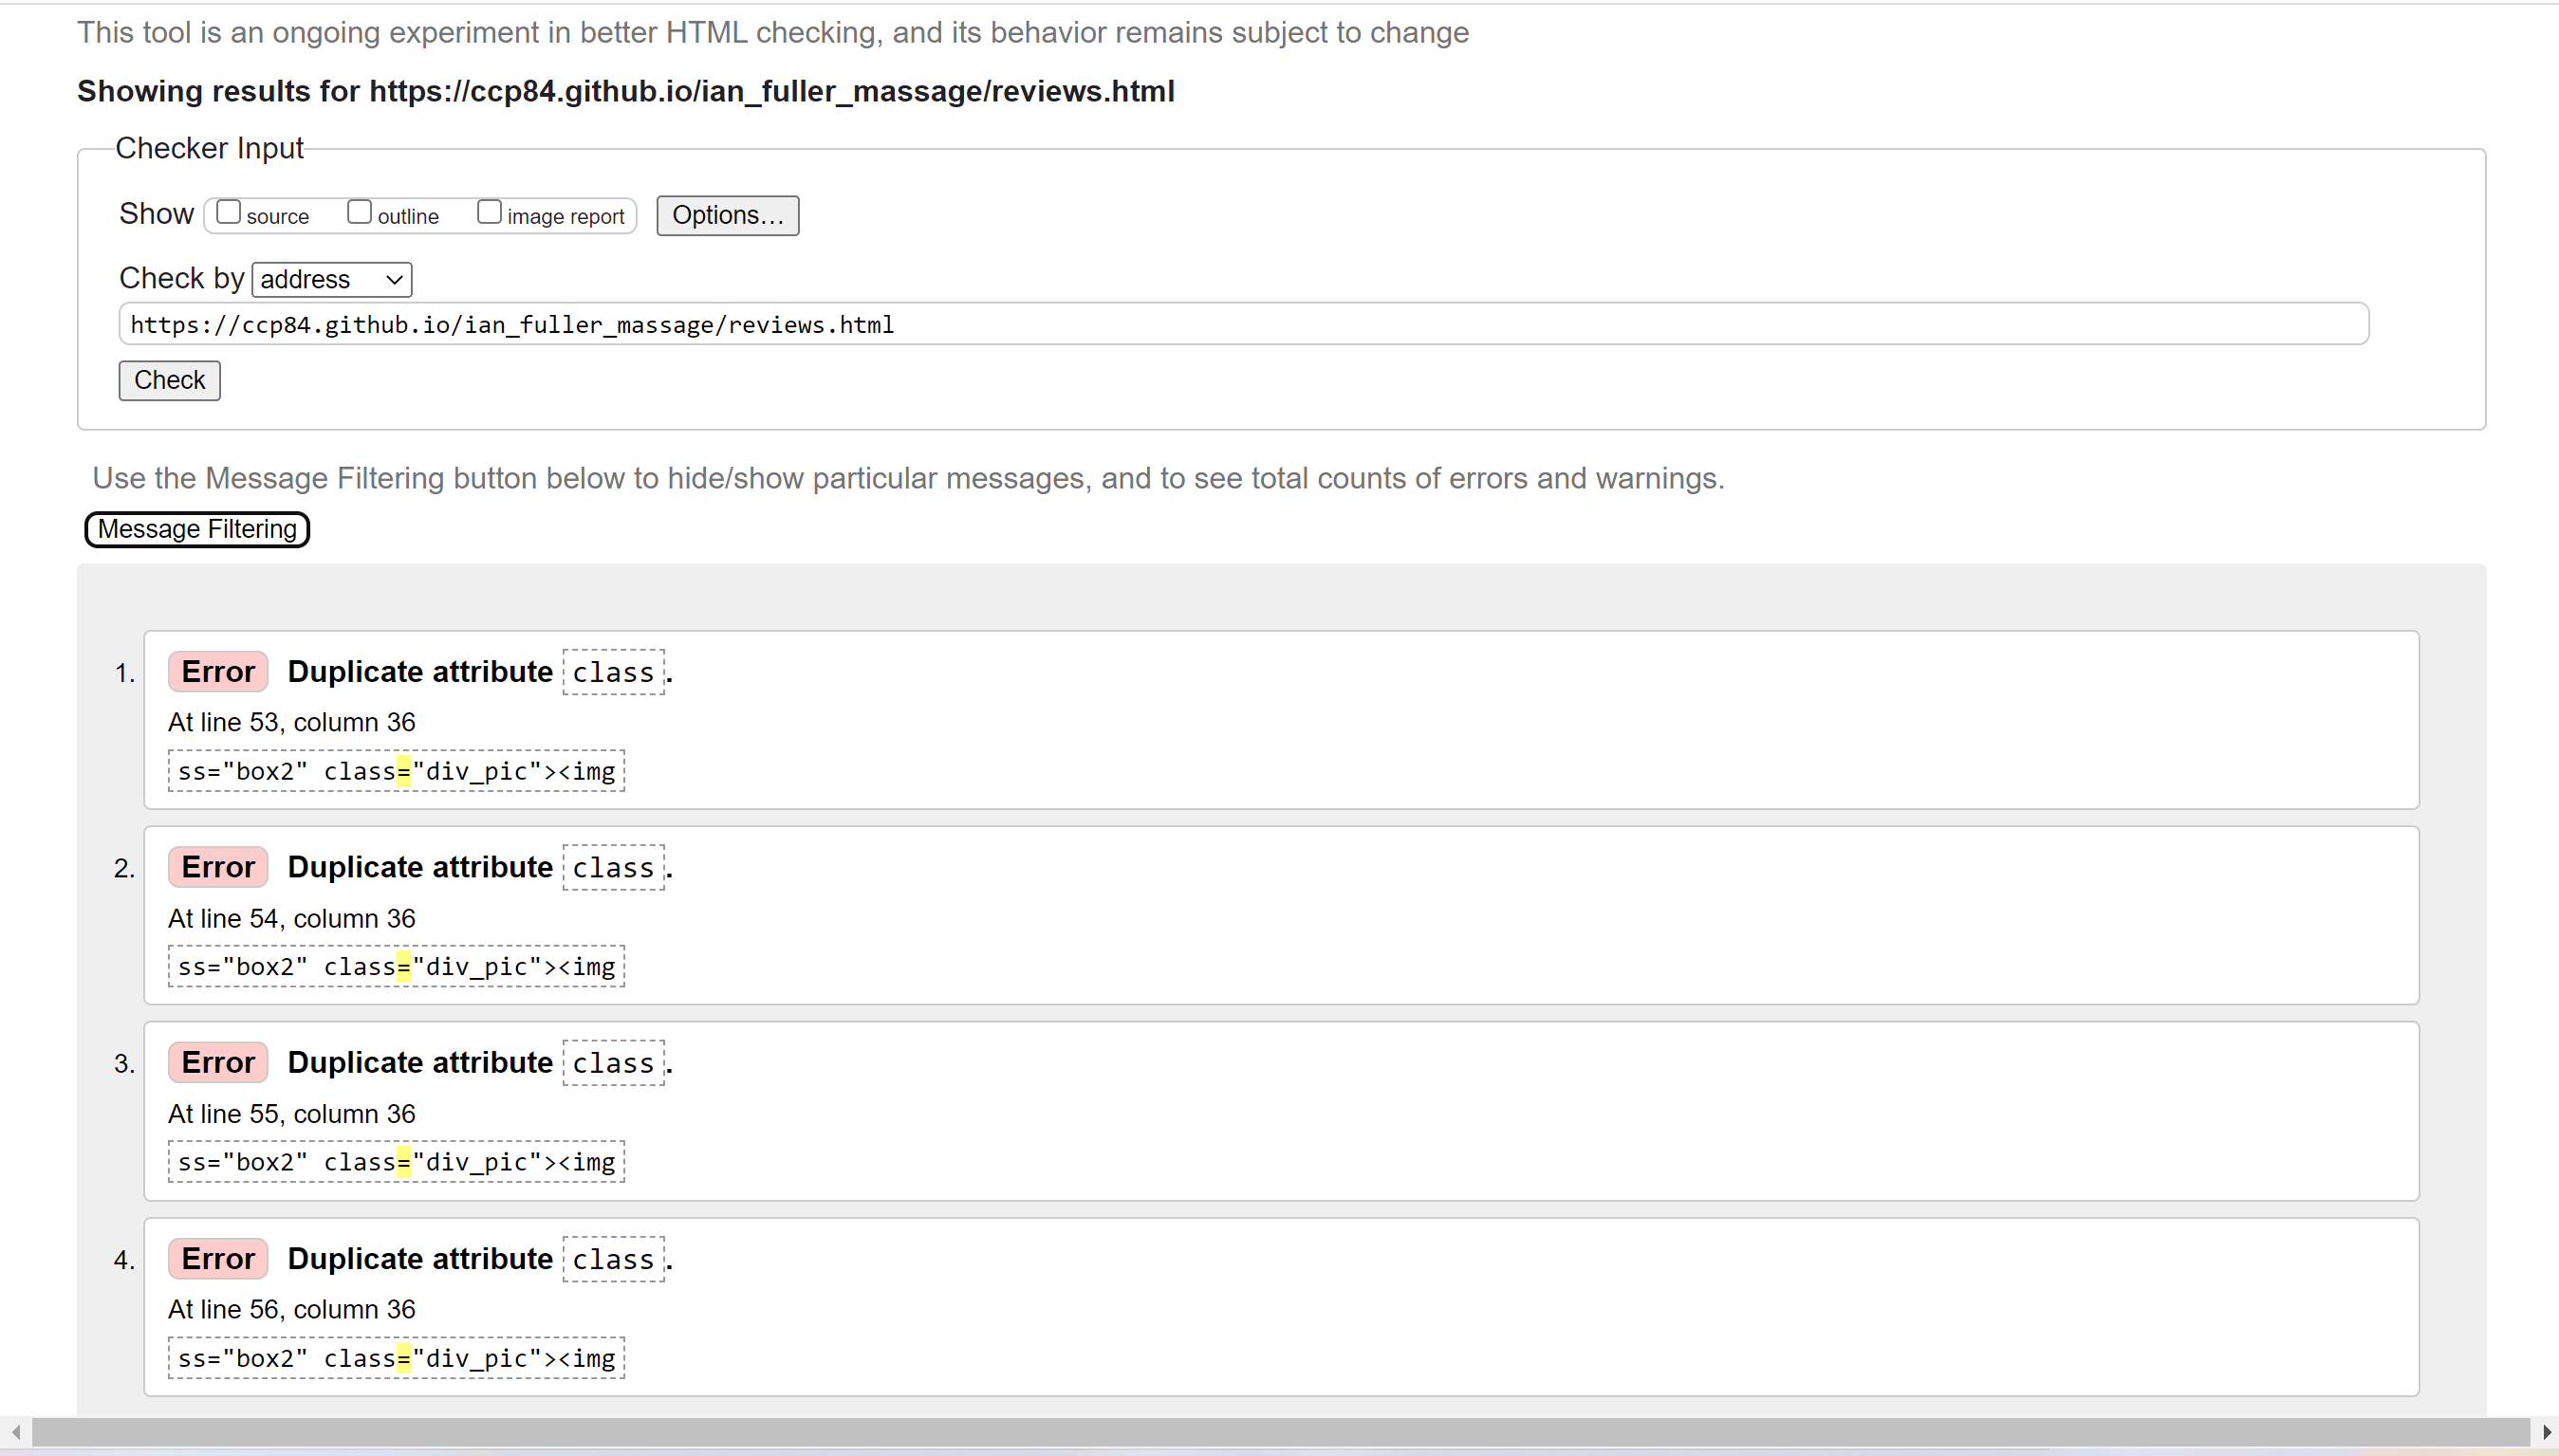 This tool is an ongoing experiment in better HTML checking, and its behavior remains subject to change
Showing results for https://ccp84.github.io/ian_fuller_massage/reviews.html
Checker Input
Show source outline image report Options…
Check by address
https://ccp84.github.io/ian_fuller_massage/reviews.html
Check
Use the Message Filtering button below to hide/show particular messages, and to see total counts of errors and warnings.
Message Filtering
1. Error Duplicate attribute class.
At line 53, column 36
ss="box2" class="div_pic"><img
2. Error Duplicate attribute class.
At line 54, column 36
ss="box2" class="div_pic"><img
3. Error Duplicate attribute class.
At line 55, column 36
ss="box2" class="div_pic"><img
4. Error Duplicate attribute class.
At line 56, column 36
ss="box2" class="div_pic"><img